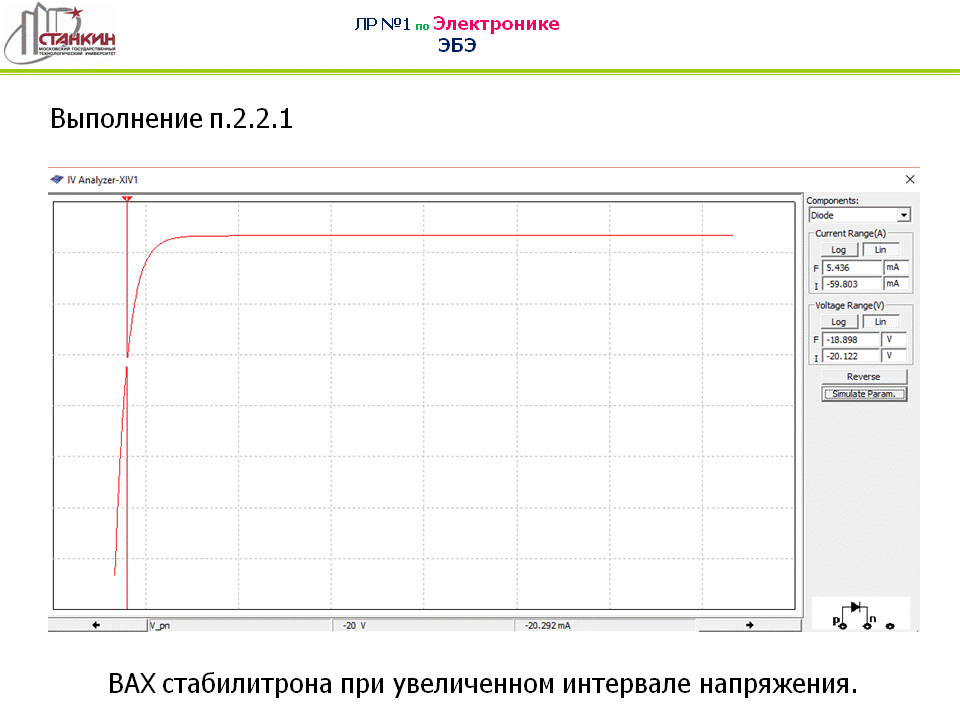 СТАНКИН
МОСКОВСКИЙ ГОСУДАРСТВЕННЫЙ
ТЕХНОЛОГИЧЕСКИЙ УНИВЕРСИТЕТ
ЛР №1 по Электронике
ЭБЭ
Выполнение п.2.2.1
IV Analyzer-XIV1
Components:
Diode
Current Range(A)
Log Lin
F 5.436 mA
I -59.803 mA
Voltage Range(V)
Log Lin
F -18.898 V
I -20.122 V
Reverse
Simulate Param.
p n
V_pn -20 V -20.292 mA
ВАХ стабилитрона при увеличенном интервале напряжения.